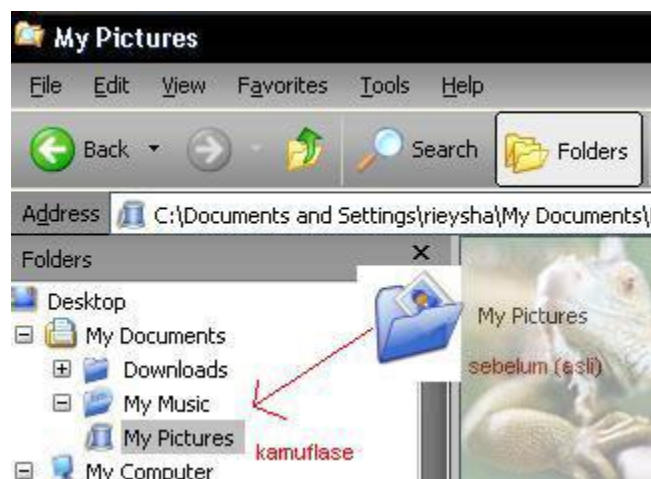 My Pictures
File Edit View Favorites Tools Help
Back Search Folders
Address C:\Documents and Settings\rieysha\My Documents\
Folders x
Desktop
My Documents
Downloads
My Music
My Pictures
My Computer
My Pictures
sebelum (asli)
kamuflase